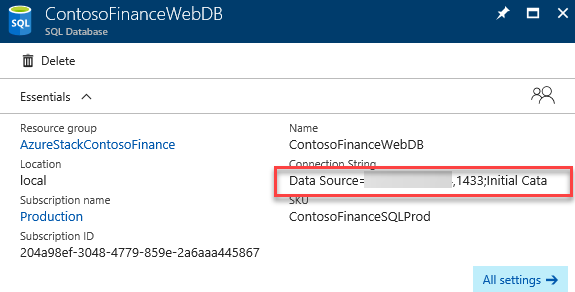 ContosoFinanceWebDB
SQL Database
SQL
Delete
Essentials
Resource group
AzureStackContosoFinance
Location
local
Subscription name
Production
Subscription ID
204a98ef-3048-4779-859e-2a6aaa445867
Name
ContosoFinanceWebDB
Connection String
Data Source= ,1433;Initial Cata
SKU
ContosoFinanceSQLProd
All settings →